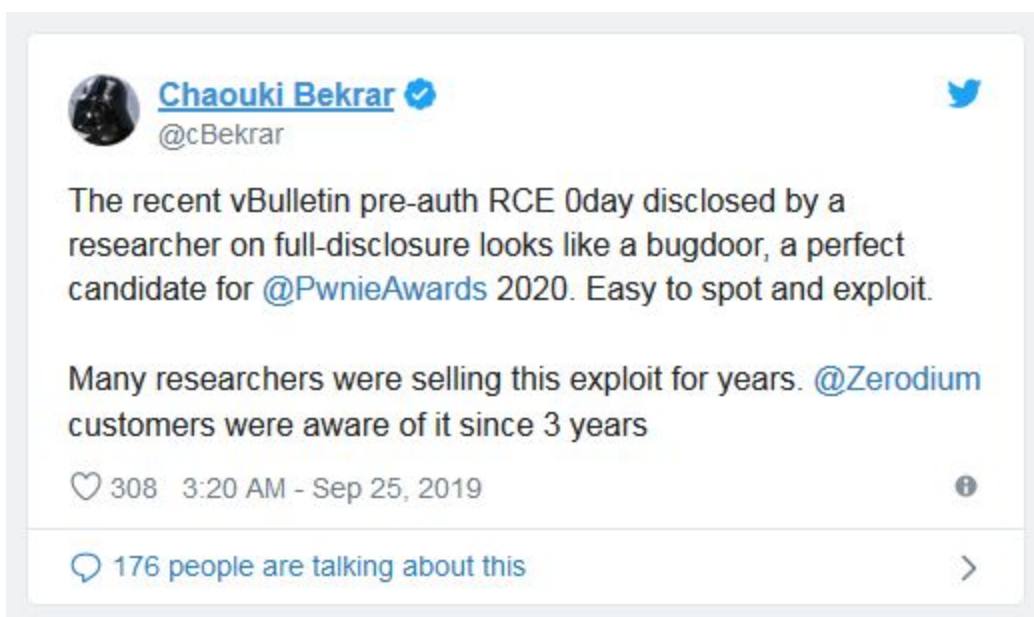 Chaouki Bekrar
@cBekrar
The recent vBulletin pre-auth RCE 0day disclosed by a
researcher on full-disclosure looks like a bugdoor, a perfect
candidate for @PwnieAwards 2020. Easy to spot and exploit.
Many researchers were selling this exploit for years. @Zerodium
customers were aware of it since 3 years
308 3:20 AM - Sep 25, 2019
176 people are talking about this